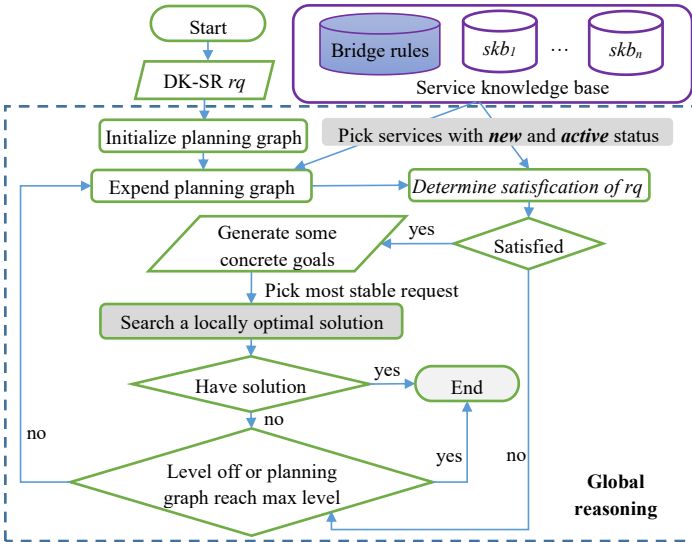 Start
Bridge rules
skb1
...
skbn
DK-SR rq
Service knowledge base
Initialize planning graph
Pick services with new and active status
Expend planning graph
Determine satisfication of rq
Generate some
concrete goals
yes
Satisfied
Pick most stable request
Search a locally optimal solution
Have solution
yes
End
no
no
Level off or planning
graph reach max level
yes
no
Global
reasoning